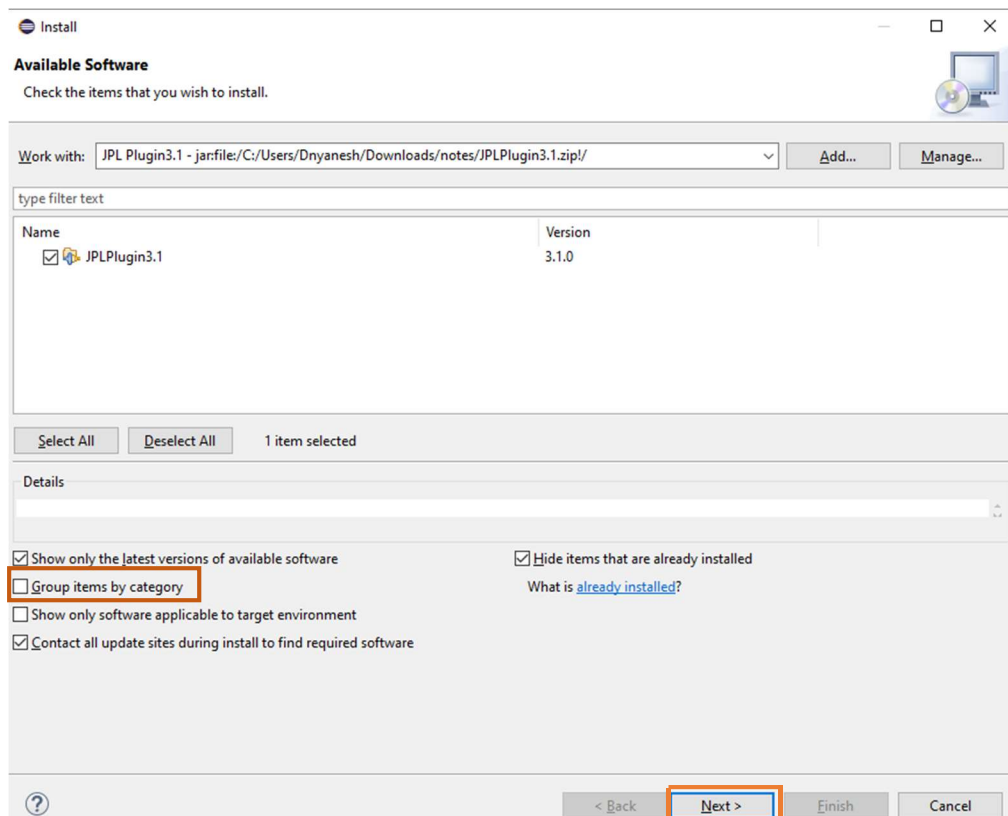 Install
Available Software
Check the items that you wish to install.
Work with: JPL Plugin3.1 - jar:file:/C:/Users/Dnyanesh/Downloads/notes/JPLPlugin3.1.zip!/ Add... Manage...
type filter text
Name Version
JPLPlugin3.1 3.1.0
Select All Deselect All 1 item selected
Details
Show only the latest versions of available software Hide items that are already installed
Group items by category What is already installed?
Show only software applicable to target environment
Contact all update sites during install to find required software
? < Back Next > Finish Cancel